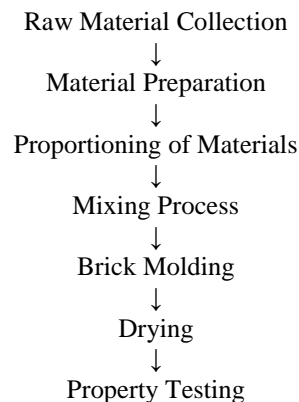 Raw Material Collection
↓
Material Preparation
↓
Proportioning of Materials
↓
Mixing Process
↓
Brick Molding
↓
Drying
↓
Property Testing